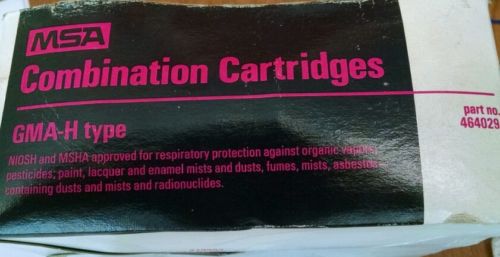 MSA
Combination Cartridges
part no.
464029
GMA-H type
NIOSH and MSHA approved for respiratory protection against organic vapors,
pesticides; paint, lacquer and enamel mists and dusts, fumes, mists, asbestos-
containing dusts and mists and radionuclides.